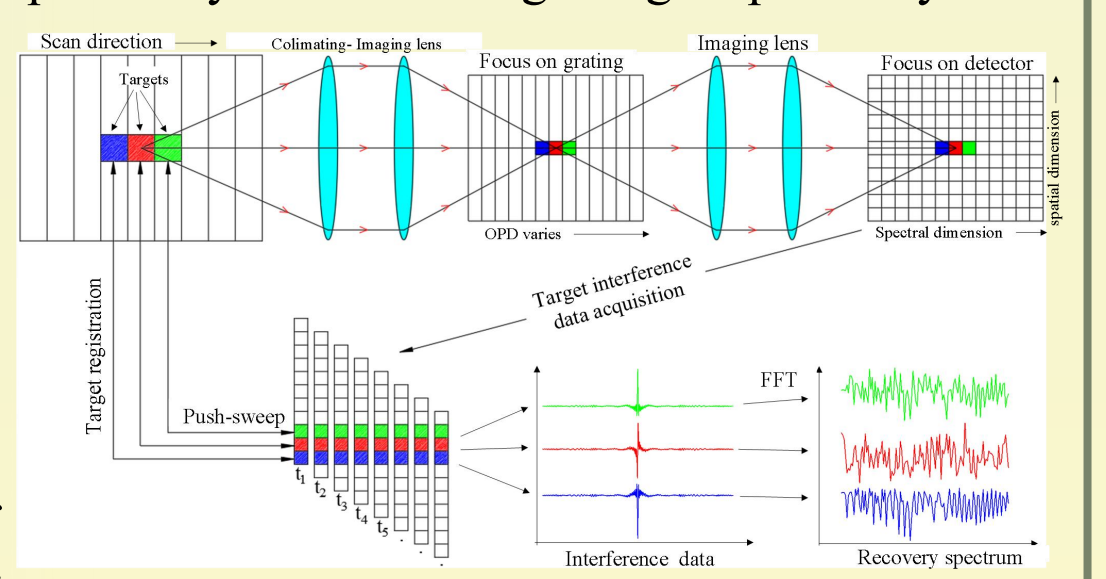 Scan direction
Colimating- Imaging lens
Imaging lens
Focus on grating
Focus on detector
Targets
OPD varies
Spectral dimension
spatial dimension
Target interference
data acquisition
Target registration
Push-sweep
t1
t2
t3
t4
t5
.
.
.
FFT
Interference data
Recovery spectrum